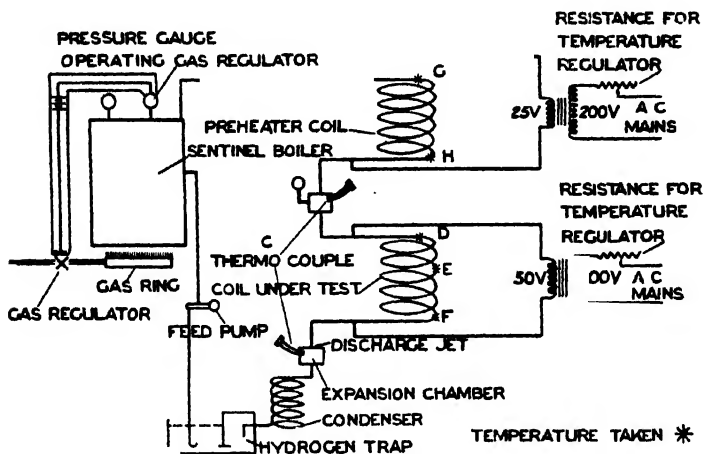 PRESSURE GAUGE
OPERATING GAS REGULATOR
SENTINEL BOILER
GAS RING
GAS REGULATOR
FEED PUMP
G
PREHEATER COIL
H
C
THERMO COUPLE
D
E
COIL UNDER TEST
F
DISCHARGE JET
EXPANSION CHAMBER
CONDENSER
HYDROGEN TRAP
RESISTANCE FOR
TEMPERATURE
REGULATOR
25V
200V
A C
MAINS
RESISTANCE FOR
TEMPERATURE
REGULATOR
50V
00V
A C
MAINS
TEMPERATURE TAKEN *